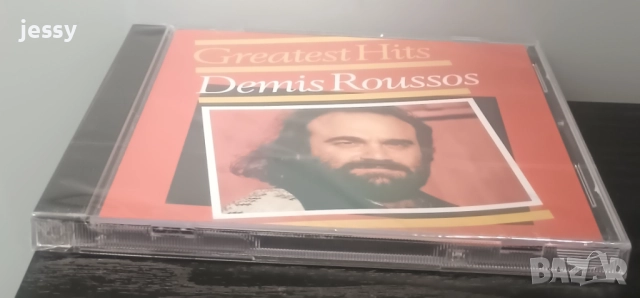 jessy
Greatest Hits
Demis Roussos
BAZAR